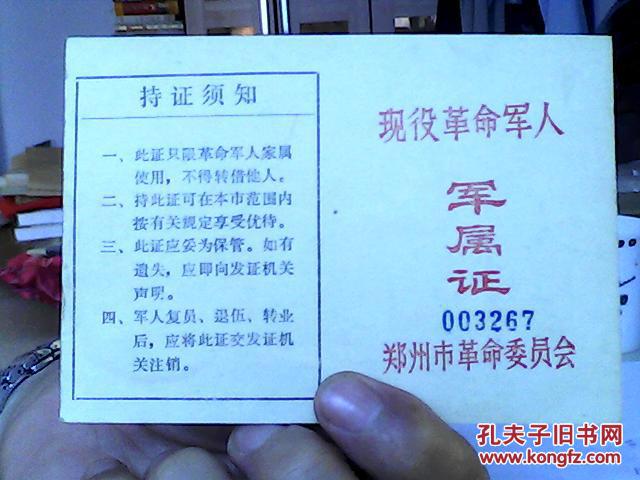 持证须知
一、此证只限革命军人家属
使用，不得转借他人。
二、持此证可在本市范围内
按有关规定享受优待。
三、此证应妥为保管。如有
遗失，应即向发证机关
声明。
四、军人复员、退伍、转业
后，应将此证交发证机
关注销。
现役革命军人
军
属
证
003267
郑州市革命委员会
孔夫子旧书网
www.kongfz.com